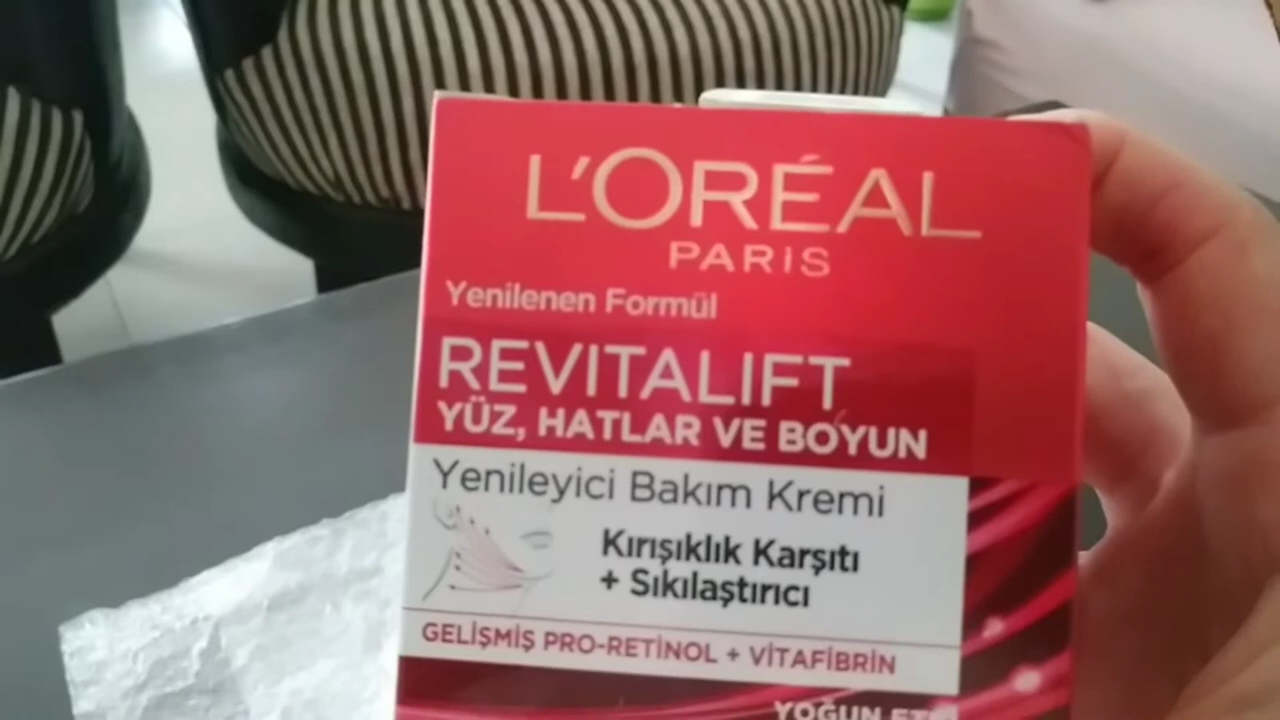 L'ORÉAL
PARIS
Yenilenen Formül
REVITALIFT
YÜZ, HATLAR VE BOYUN
Yenileyici Bakım Kremi
Kırışıklık Karşıtı
+ Sıkılaştırıcı
GELİŞMİŞ PRO-RETİNOL + VİTAFİBRİN
YOĞUN